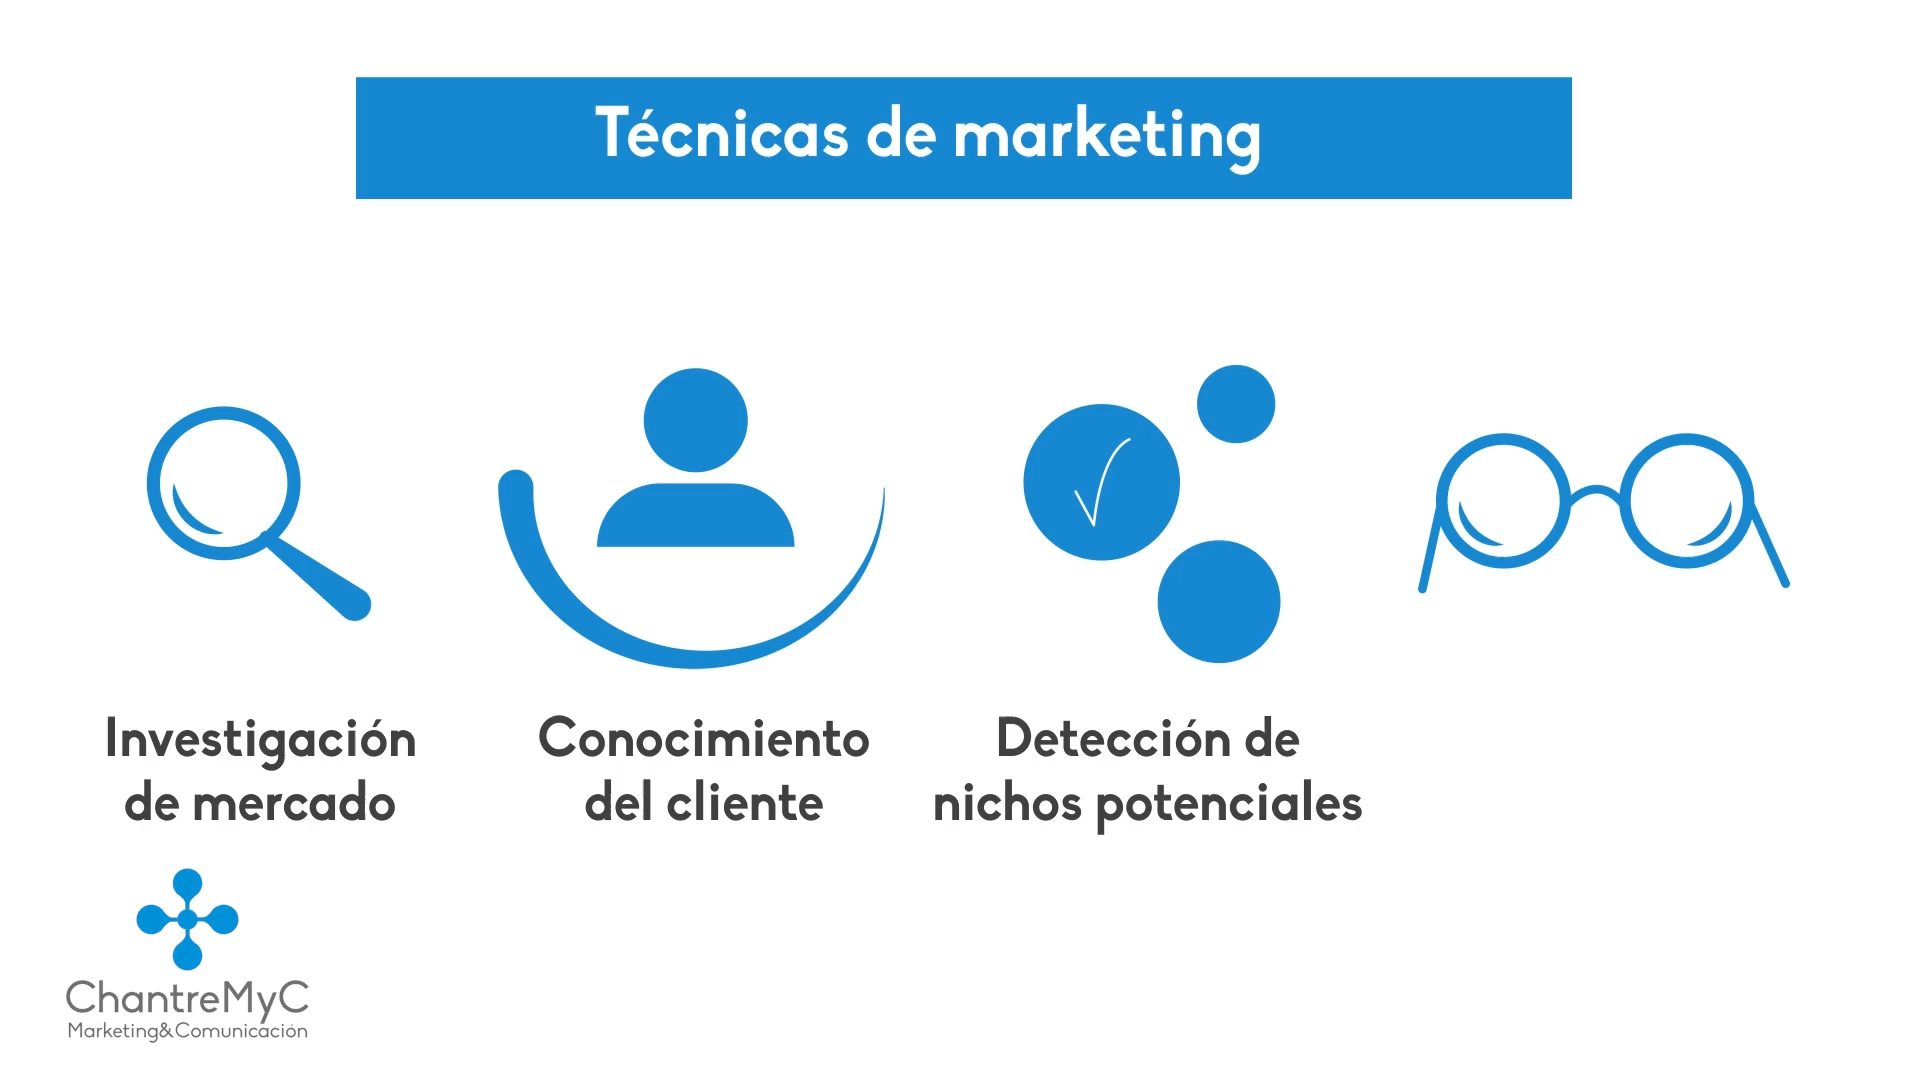 Técnicas de marketing
Investigación
de mercado
Conocimiento
del cliente
Detección de
nichos potenciales
ChantreMyC
Marketing&Comunicación